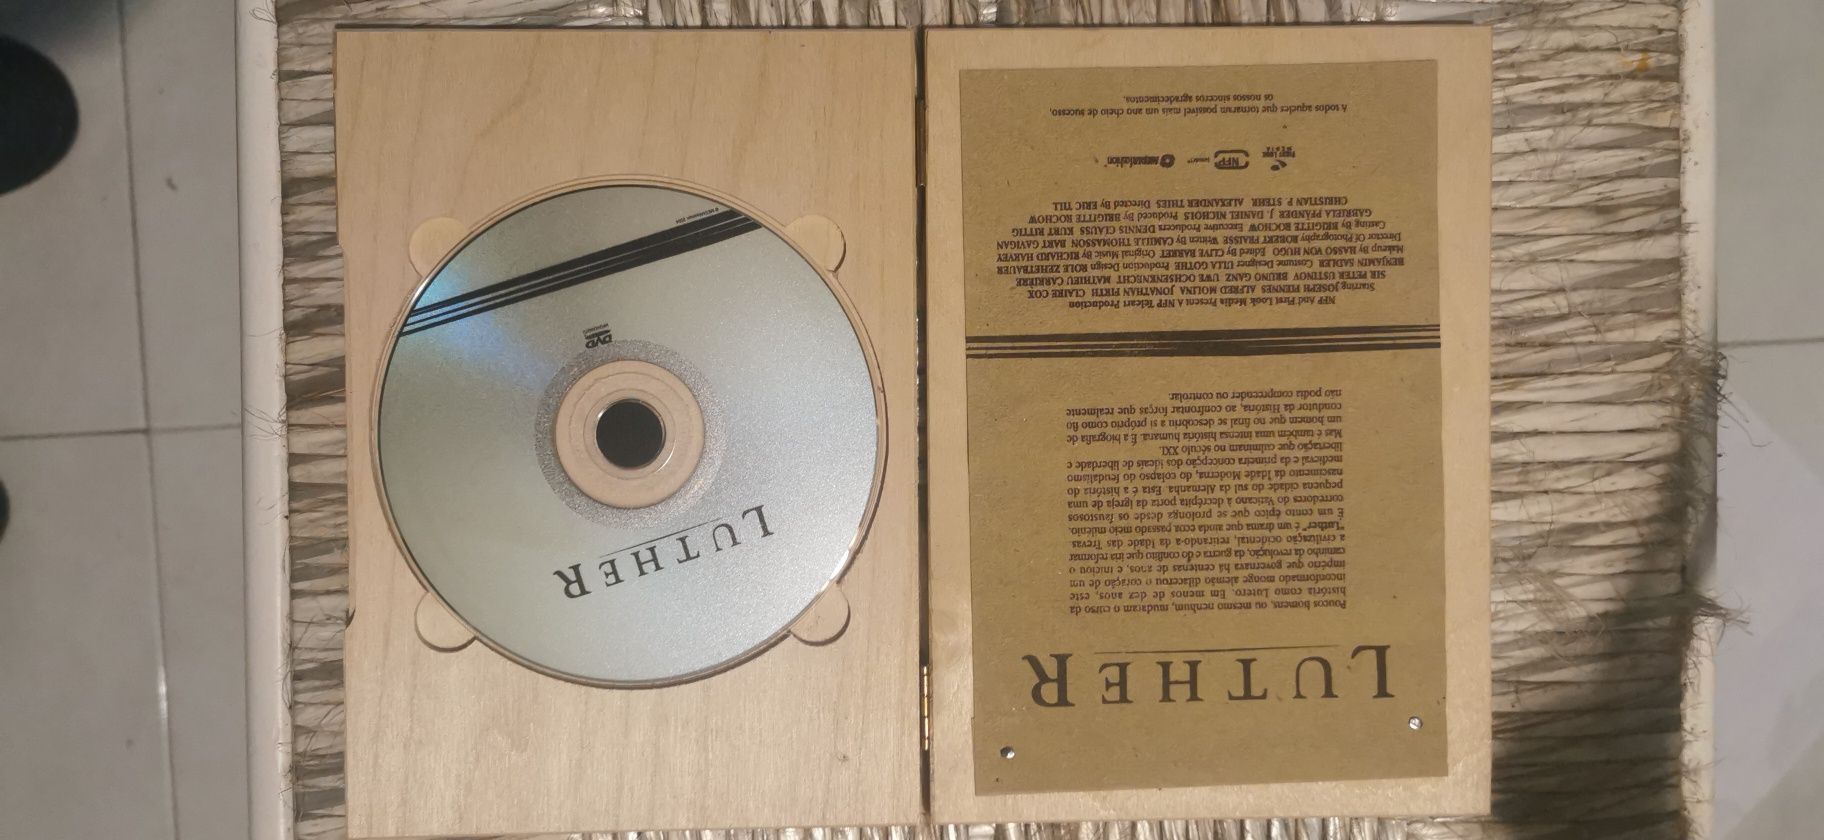 LUTHER
DVD
LUTHER
Poucos homens, ou mesmo nenhum, mudaram o curso da
história como Lutero. Em menos de dez anos, este
inconformado monge alemão dilacerou o coração de um
império que governava há centenas de anos, e iniciou o
caminho da revolução, da guerra e do conflito que iria reformar
a civilização ocidental, retirando-a da Idade das Trevas.
"Luther" é um drama que ainda ecoa passado meio milénio.
É um conto épico que se prolonga desde os faustosos
corredores do Vaticano à decrépita porta da igreja de uma
pequena cidade do sul da Alemanha. Esta é a história do
nascimento da Idade Moderna, do colapso do feudalismo
medieval e da primeira concepção dos ideais de liberdade e
libertação que culminam no século XXI.
Mas é também uma intensa história humana. É a biografia de
um homem que no final se descobriu a si próprio como fio
condutor da História, ao confrontar forças que realmente
não podia compreender ou controlar.
NFP And First Look Media Present A NFP Teleart Production
Starring JOSEPH FIENNES ALFRED MOLINA JONATHAN FIRTH CLAIRE COX
SIR PETER USTINOV BRUNO GANZ UWE OCHSENKNECHT MATHIEU CARRIÈRE
BENJAMIN SADLER Costume Designer ULLA GOTHE Production Design ROLF ZEHETBAUER
Makeup By HASSO VON HUGO Edited By CLIVE BARRET Original Music By RICHARD HARVEY
Director Of Photography ROBERT FRAISSE Written By CAMILLE THOMASSON BART GAVIGAN
Casting By BRIGITTE ROCHOW Executive Producers DENNIS CLAUSS KURT RITTIG
GABRIELA PFÄNDER J. DANIEL NICHOLS Produced By BRIGITTE ROCHOW
CHRISTIAN P STEHR ALEXANDER THIES Directed By ERIC TILL
First Look MEDIA NFP
A todos aqueles que tornaram possível mais um ano cheio de sucesso,
os nossos sinceros agradecimentos.